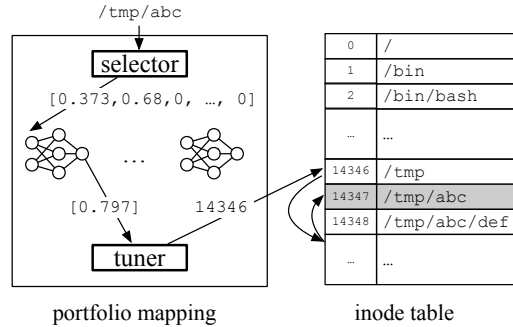 /tmp/abc
selector
[0.373,0.68,0, …, 0]
…
[0.797]
14346
tuner
portfolio mapping
0 /
1 /bin
2 /bin/bash
… …
14346 /tmp
14347 /tmp/abc
14348 /tmp/abc/def
… …
inode table